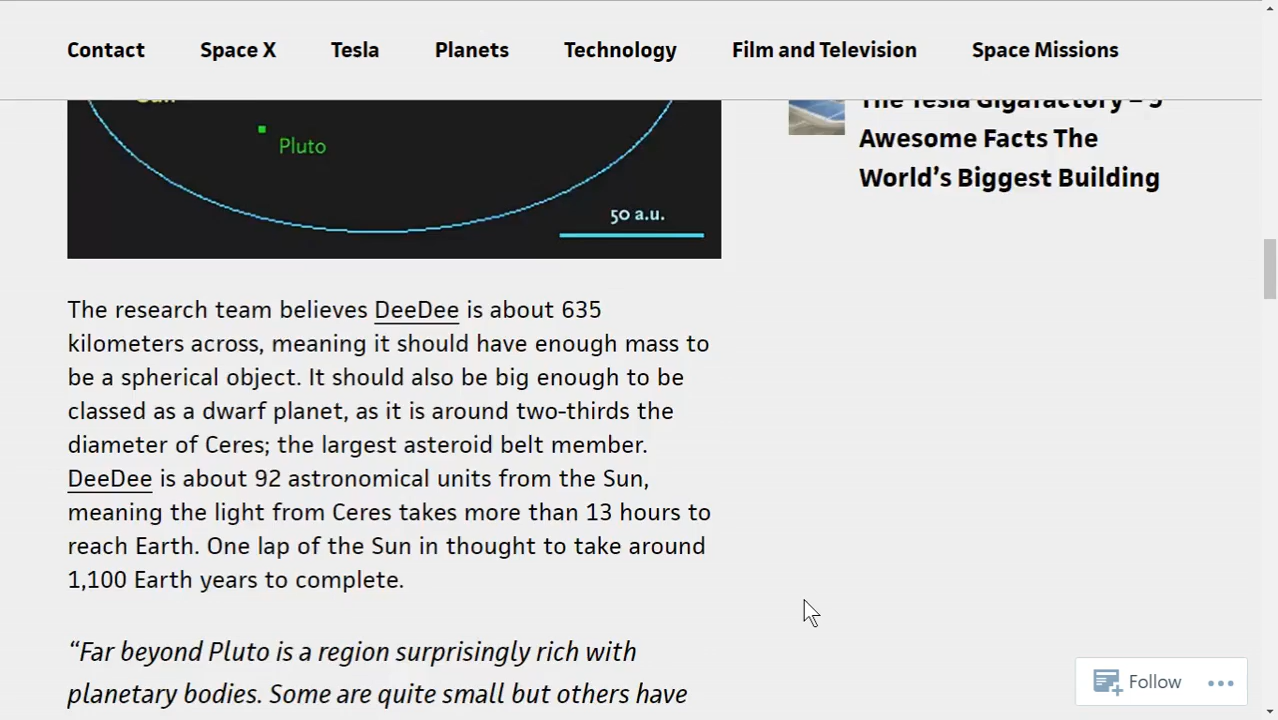 Contact Space X Tesla Planets Technology Film and Television Space Missions
Pluto
50 a.u.
The Tesla Gigafactory – 5
Awesome Facts The
World's Biggest Building
The research team believes DeeDee is about 635
kilometers across, meaning it should have enough mass to
be a spherical object. It should also be big enough to be
classed as a dwarf planet, as it is around two-thirds the
diameter of Ceres; the largest asteroid belt member.
DeeDee is about 92 astronomical units from the Sun,
meaning the light from Ceres takes more than 13 hours to
reach Earth. One lap of the Sun in thought to take around
1,100 Earth years to complete.
“Far beyond Pluto is a region surprisingly rich with
planetary bodies. Some are quite small but others have
Follow